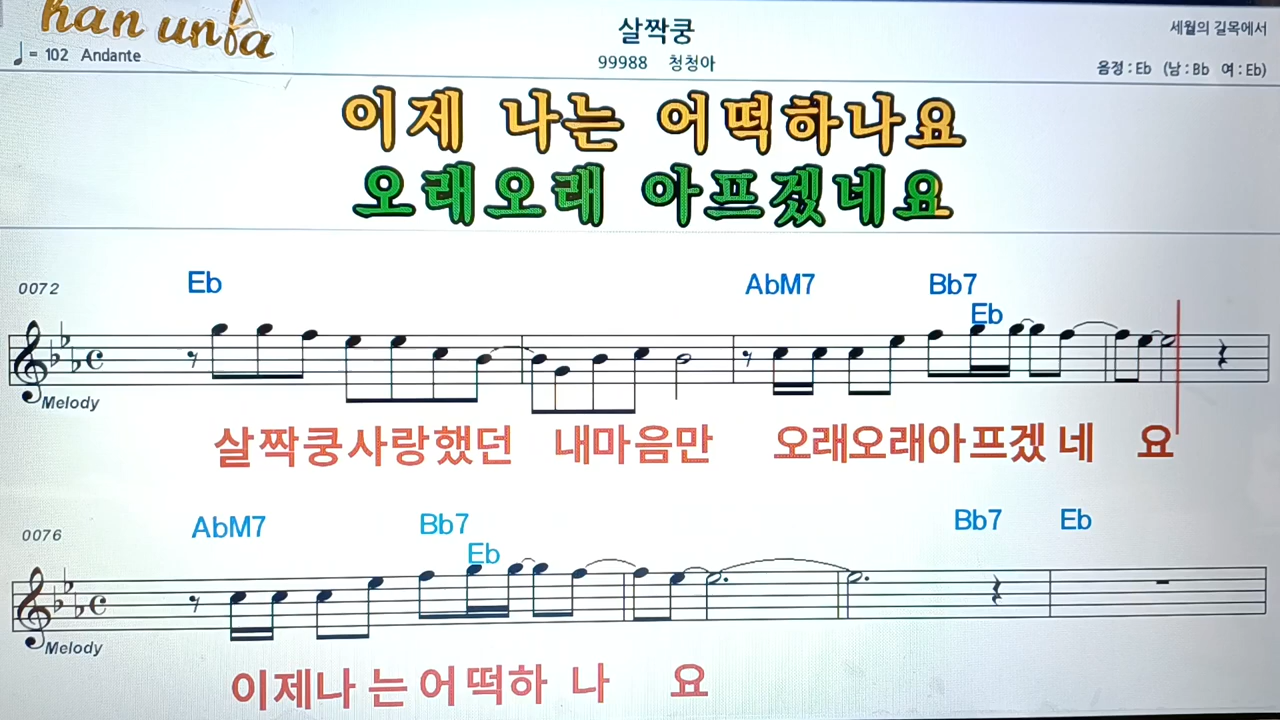 han unfa
♩ = 102 Andante
살짝쿵
99988 청청아
세월의 길목에서
음정 : Eb (남 : Bb 여 : Eb)
이제 나는 어떡하나요
오래오래 아프겠네요
0072
Eb AbM7 Bb7
Eb
Melody
살짝쿵사랑했던 내마음만 오래오래아프겠 네 요
0076
AbM7 Bb7 Bb7 Eb
Eb
Melody
이제나 는 어 떡하 나 요